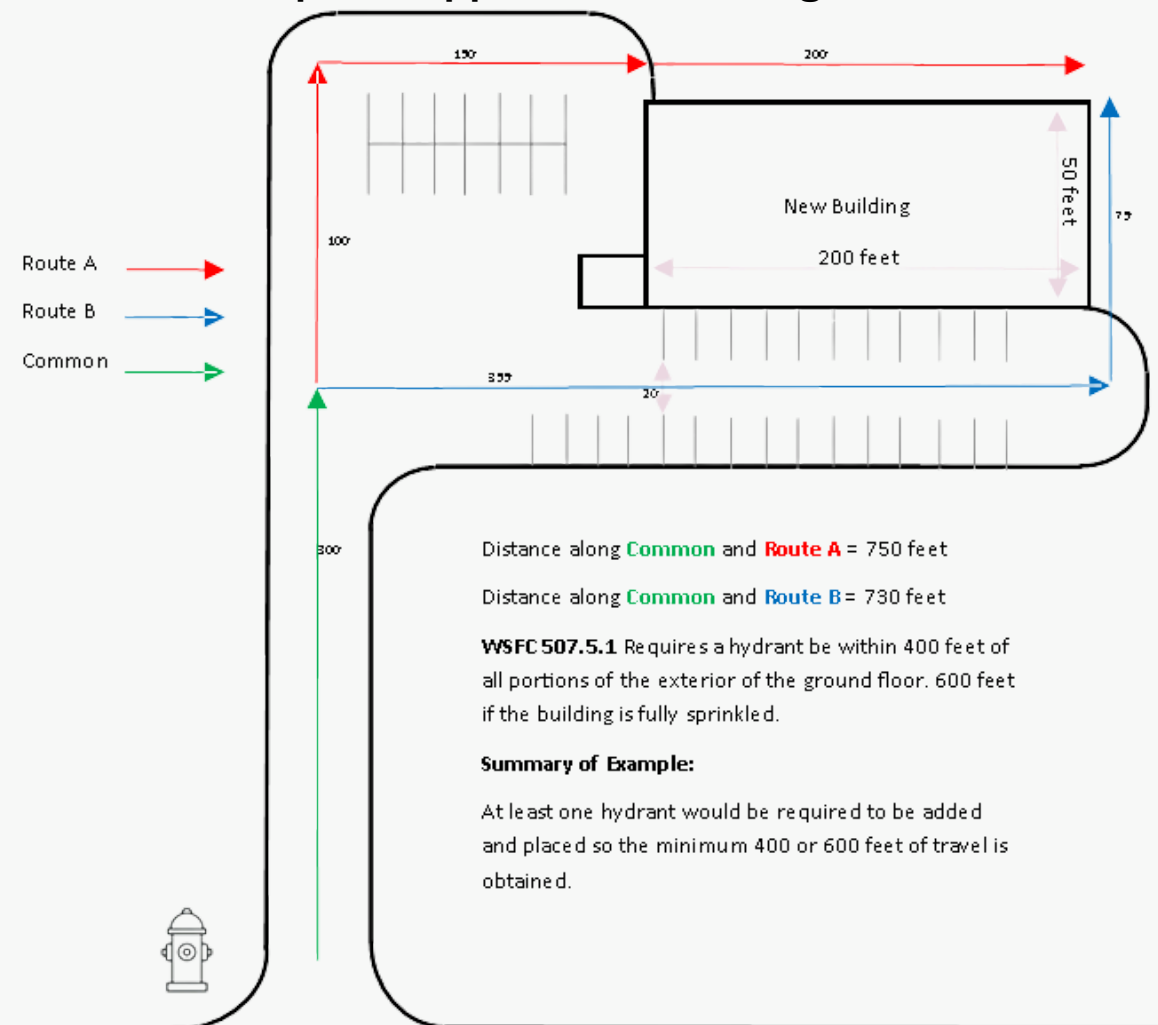 150'
200'
50 feet
New Building
75'
100'
200 feet
Route A
Route B
Common
355'
20'
300'
Distance along Common and Route A = 750 feet
Distance along Common and Route B = 730 feet
WSFC 507.5.1 Requires a hydrant be within 400 feet of
all portions of the exterior of the ground floor. 600 feet
if the building is fully sprinkled.
Summary of Example:
At least one hydrant would be required to be added
and placed so the minimum 400 or 600 feet of travel is
obtained.